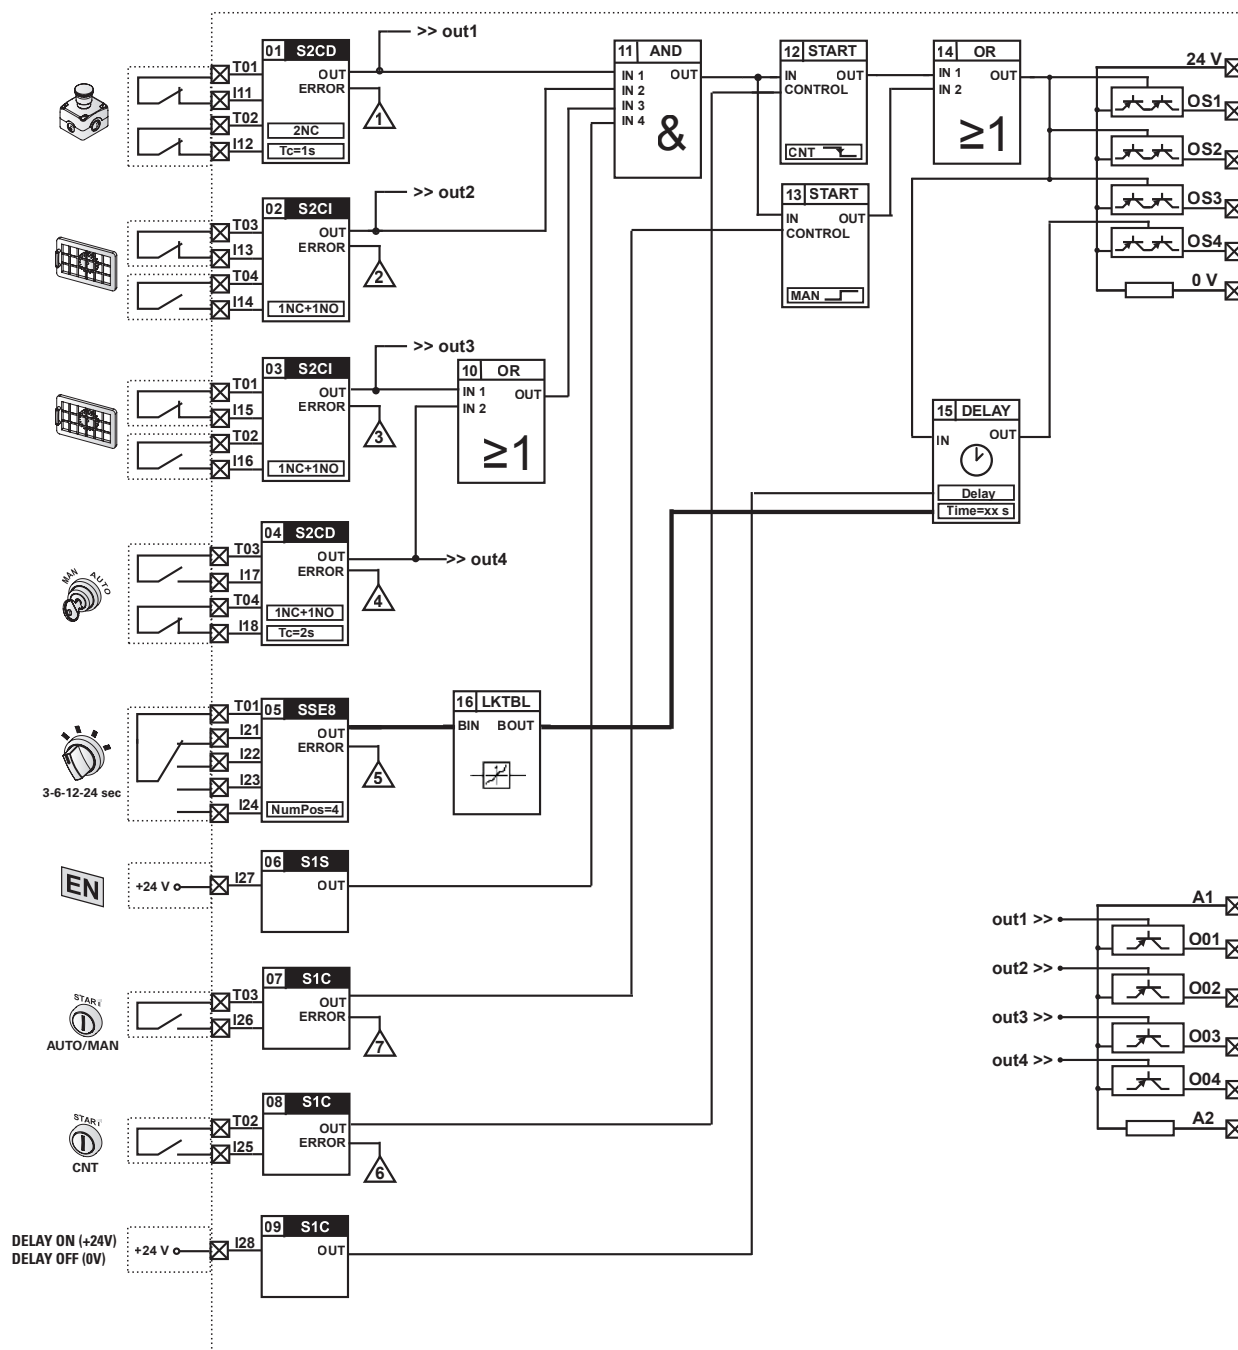 >> out1
01 S2CD
T01
I11
T02
I12
OUT
ERROR
2NC
Tc=1s
1
>> out2
02 S2CI
T03
I13
T04
I14
OUT
ERROR
1NC+1NO
2
>> out3
03 S2CI
T01
I15
T02
I16
OUT
ERROR
1NC+1NO
3
10 OR
IN 1
IN 2
OUT
≥1
MAN AUTO
04 S2CD
T03
I17
T04
I18
OUT
ERROR
1NC+1NO
Tc=2s
4
>> out4
3-6-12-24 sec
05 SSE8
T01
I21
I22
I23
I24
OUT
ERROR
NumPos=4
5
16 LKTBL
BIN BOUT
EN
+24 V
I27
06 S1S
OUT
START
I
AUTO/MAN
T03
I26
07 S1C
OUT
ERROR
7
START
I
CNT
T02
I25
08 S1C
OUT
ERROR
6
DELAY ON (+24V)
DELAY OFF (0V)
+24 V
I28
09 S1C
OUT
11 AND
IN 1
IN 2
IN 3
IN 4
OUT
&
12 START
IN OUT
CONTROL
CNT
13 START
IN OUT
CONTROL
MAN
14 OR
IN 1
IN 2
OUT
≥1
15 DELAY
IN
OUT
Delay
Time=xx s
24 V
OS1
OS2
OS3
OS4
0 V
A1
out1 >>
O01
out2 >>
O02
out3 >>
O03
out4 >>
O04
A2